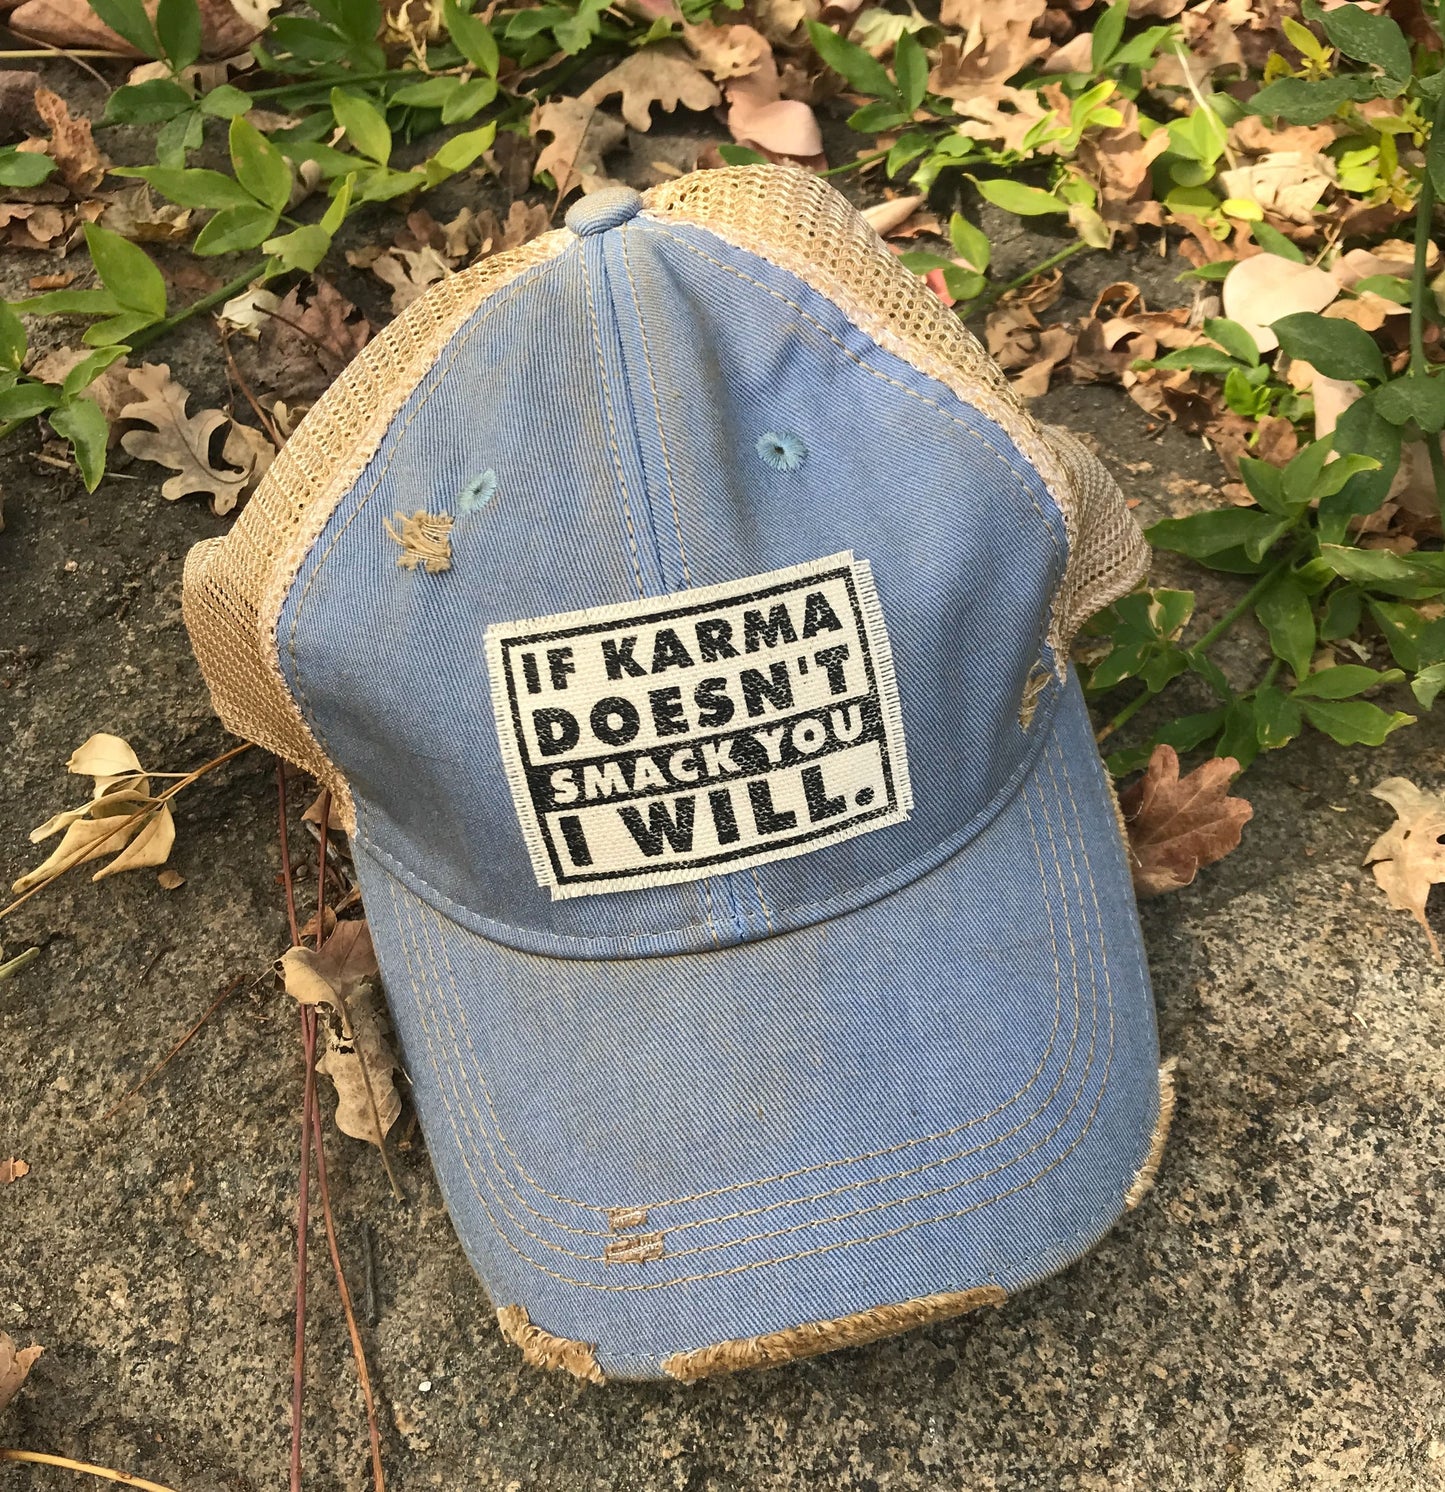 IF KARMA
DOESN'T
SMACK YOU
I WILL.